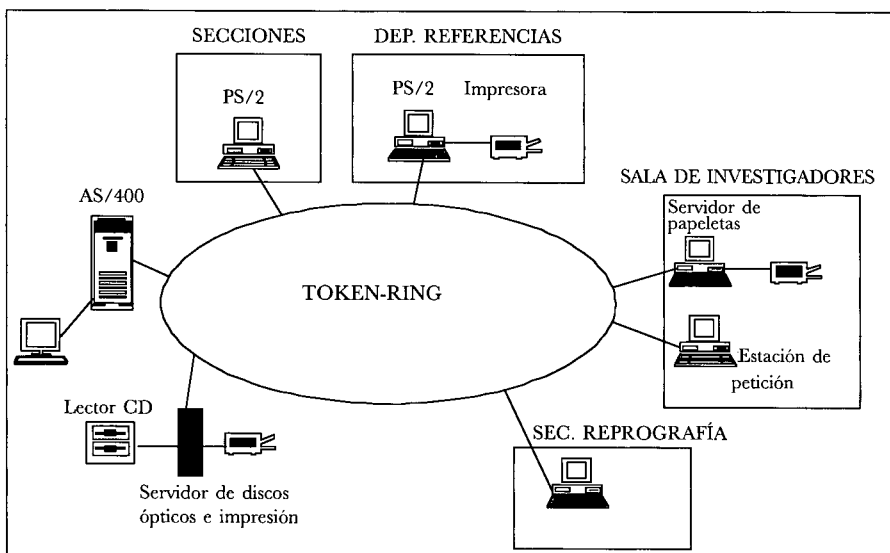 SECCIONES
DEP. REFERENCIAS
PS/2
PS/2
Impresora
SALA DE INVESTIGADORES
AS/400
Servidor de
papeletas
TOKEN-RING
Estación de
petición
Lector CD
SEC. REPROGRAFÍA
Servidor de discos
ópticos e impresión